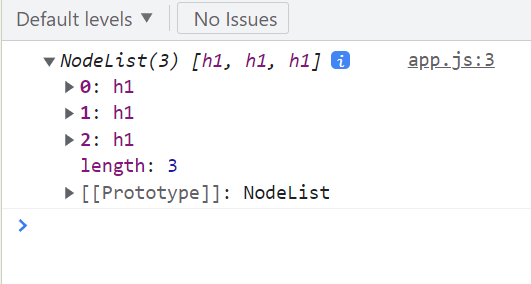 Default levels ▼ No Issues
▼NodeList(3) [h1, h1, h1] i app.js:3
▶0: h1
▶1: h1
▶2: h1
length: 3
▶[[Prototype]]: NodeList
>